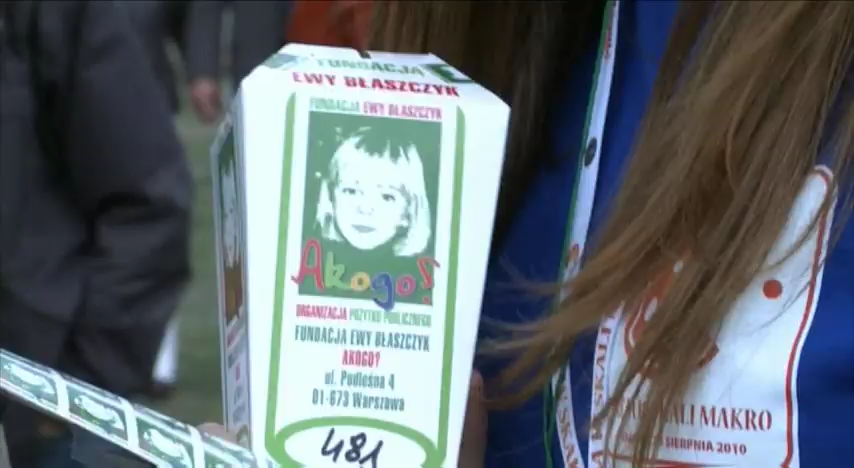 FUNDACJA
EWY BŁASZCZYK
FUNDACJA EWY BŁASZCZYK
Akogo?
ORGANIZACJA POŻYTKU PUBLICZNEGO
FUNDACJA EWY BŁASZCZYK
AKOGO?
ul. Podleśna 4
01-673 Warszawa
481
MAKRO
SIERPNIA 2010